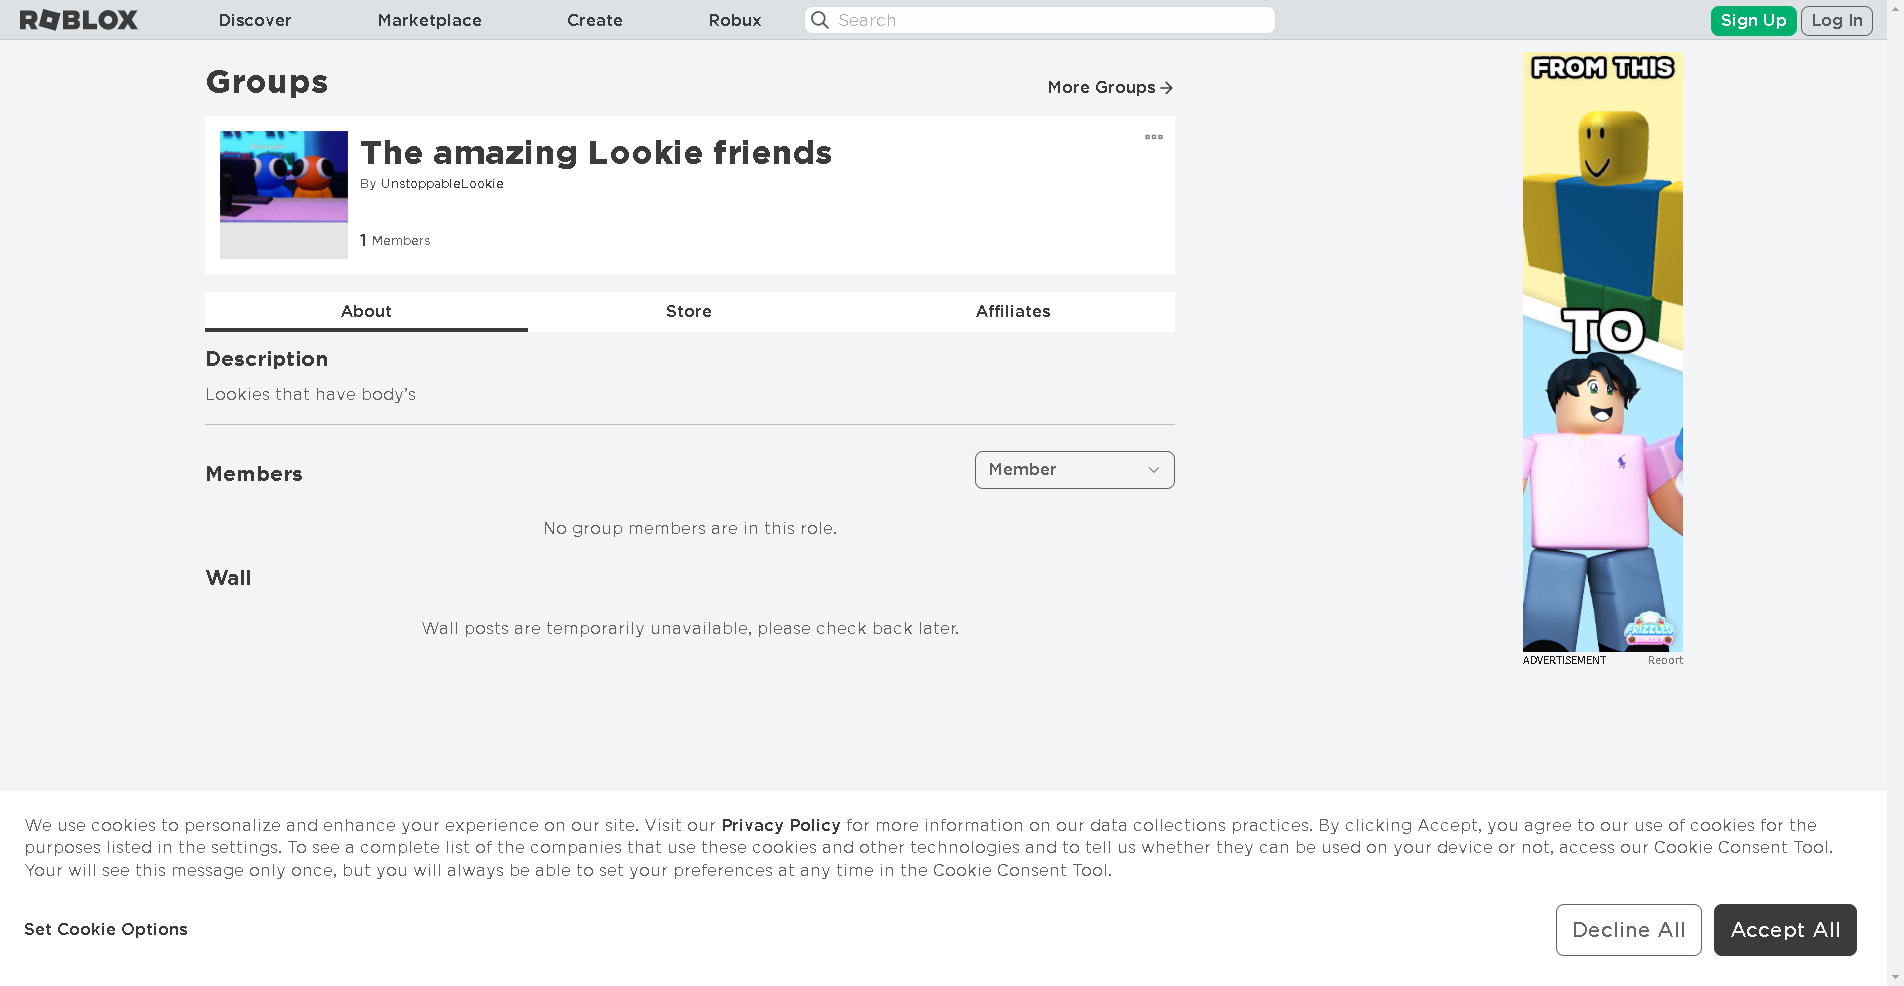 ROBLOX Discover Marketplace Create Robux Search Sign Up Log In
Groups
More Groups
The amazing Lookie friends
By UnstoppableLookie
1 Members
About Store Affiliates
Description
Lookies that have body's
Members
Member
No group members are in this role.
Wall
Wall posts are temporarily unavailable, please check back later.
FROM THIS
TO
FRIZZLED
ADVERTISEMENT Report
We use cookies to personalize and enhance your experience on our site. Visit our Privacy Policy for more information on our data collections practices. By clicking Accept, you agree to our use of cookies for the
purposes listed in the settings. To see a complete list of the companies that use these cookies and other technologies and to tell us whether they can be used on your device or not, access our Cookie Consent Tool.
Your will see this message only once, but you will always be able to set your preferences at any time in the Cookie Consent Tool.
Set Cookie Options
Decline All
Accept All